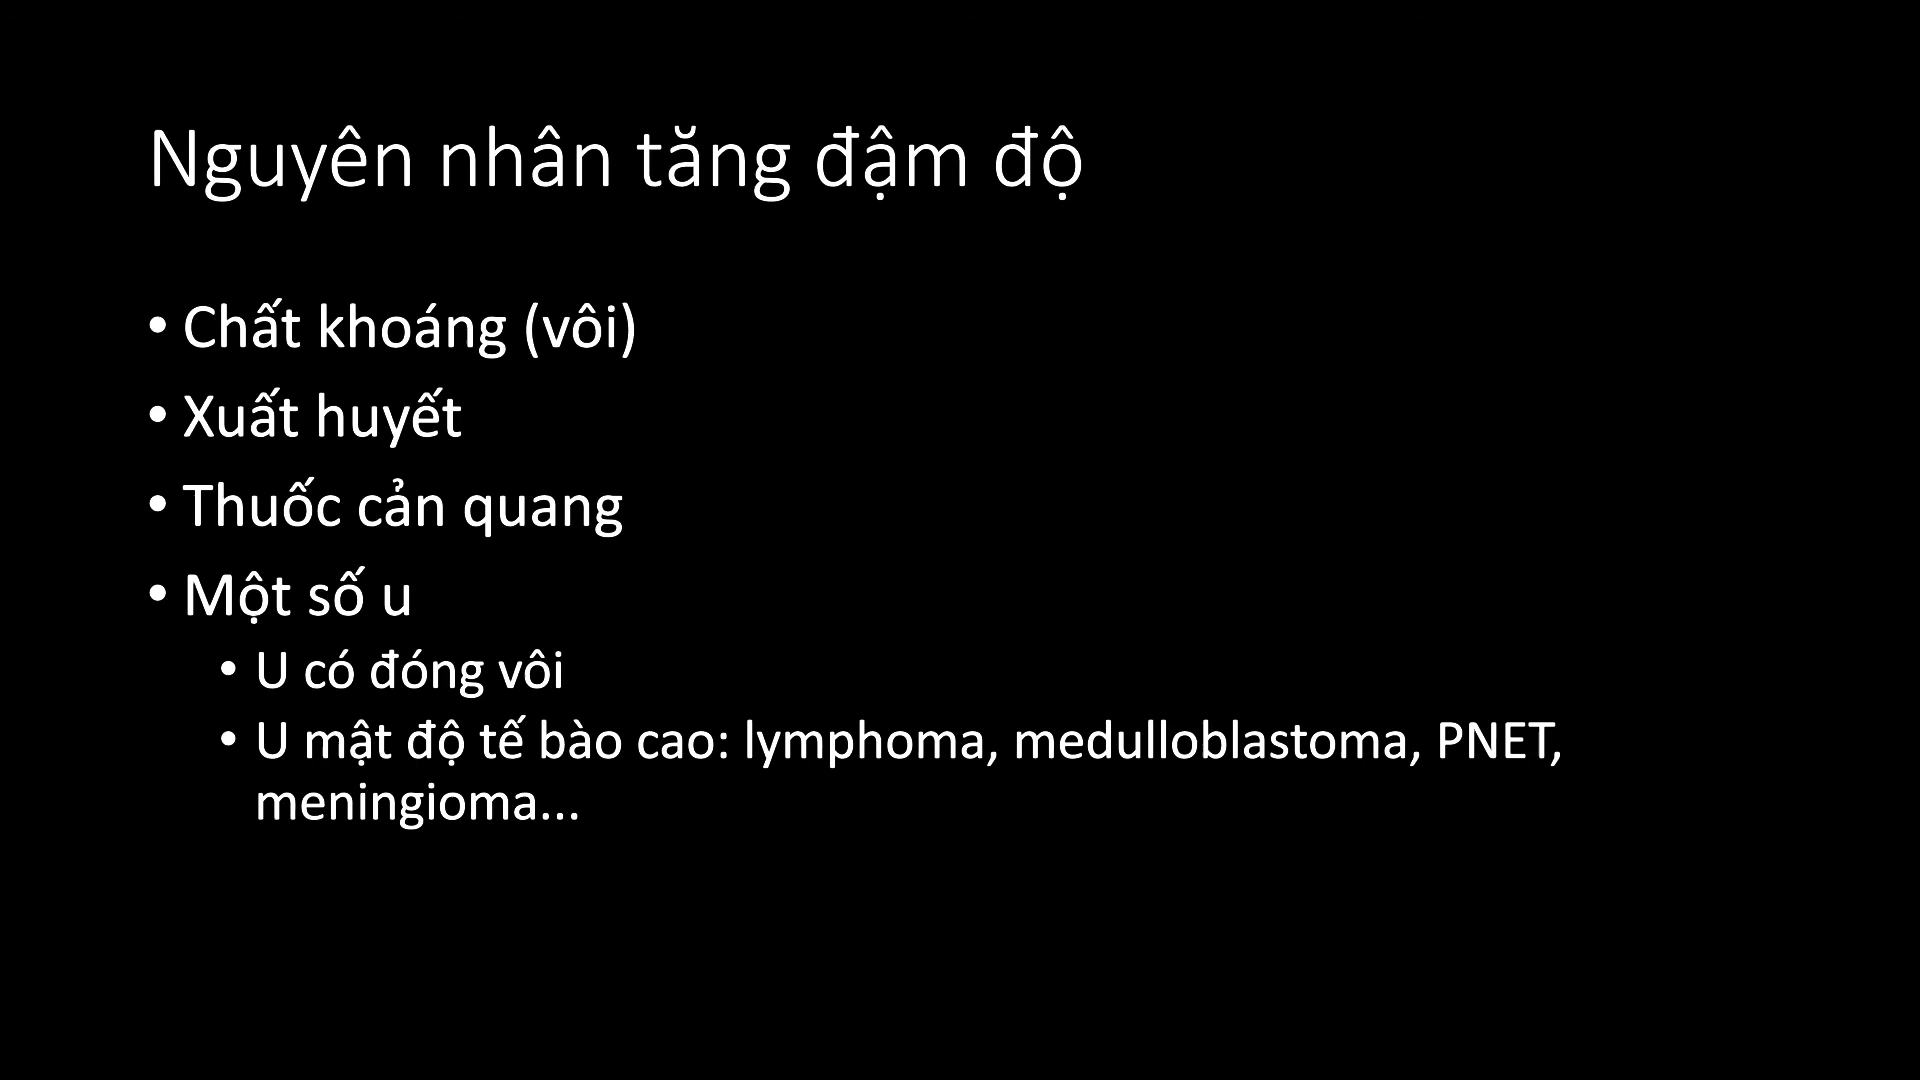 Nguyên nhân tăng đậm độ
• Chất khoáng (vôi)
• Xuất huyết
• Thuốc cản quang
• Một số u
• U có đóng vôi
• U mật độ tế bào cao: lymphoma, medulloblastoma, PNET,
meningioma...